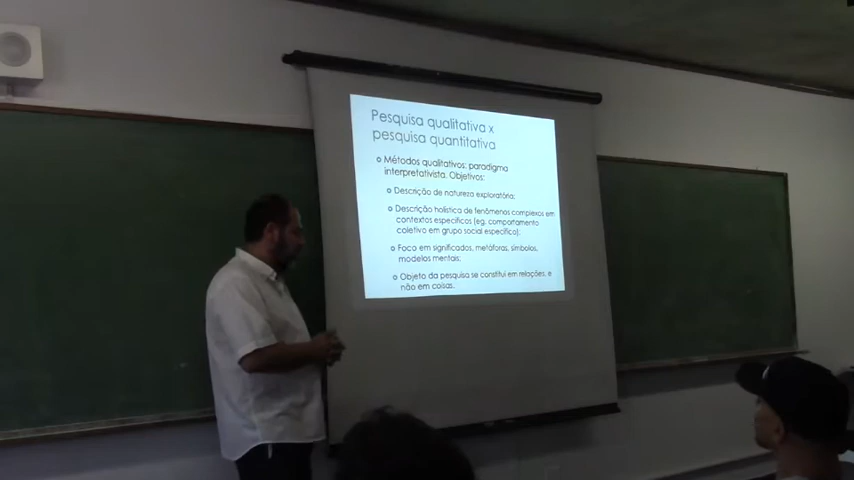 Pesquisa qualitativa x
pesquisa quantitativa
Métodos qualitativos: paradigma
interpretativista. Objetivos:
Descrição de natureza exploratória;
Descrição holística de fenômenos complexos em
contextos específicos (eg. comportamento
coletivo em grupo social específico);
Foco em significados, metáforas, símbolos,
modelos mentais;
Objeto da pesquisa se constitui em relações, e
não em coisas.